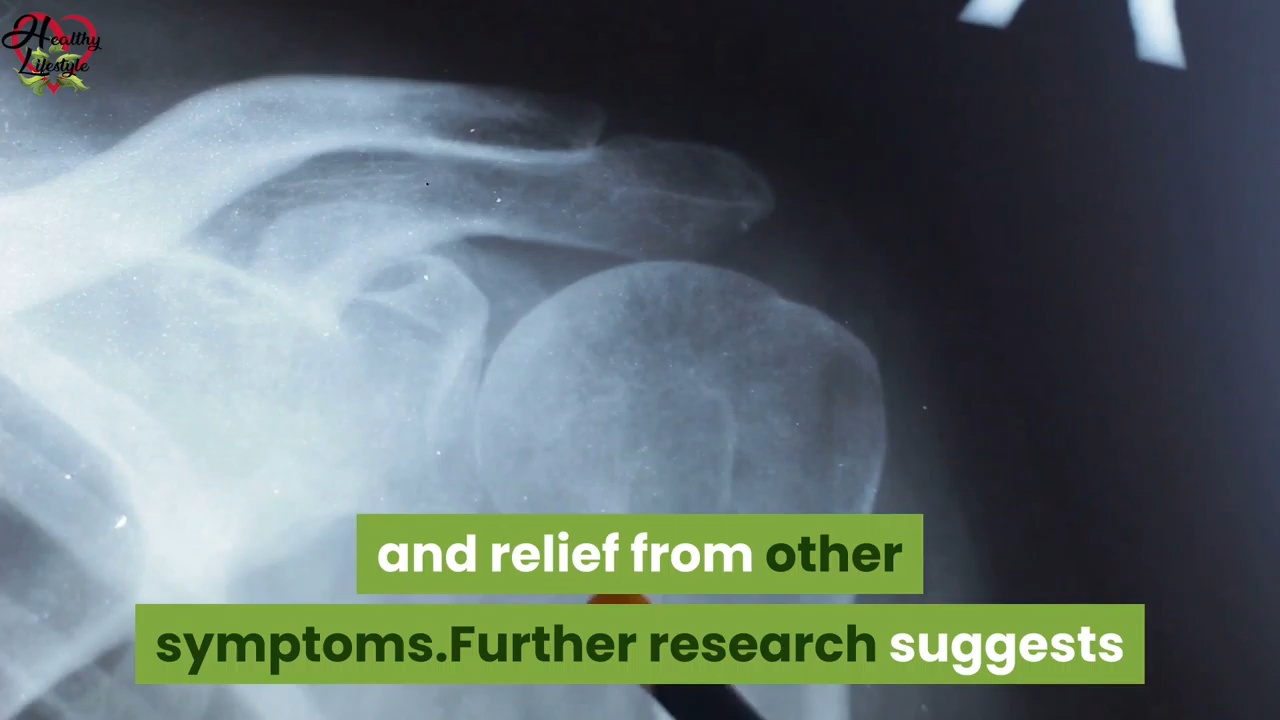 Healthy
Lifestyle
and relief from other
symptoms.Further research suggests